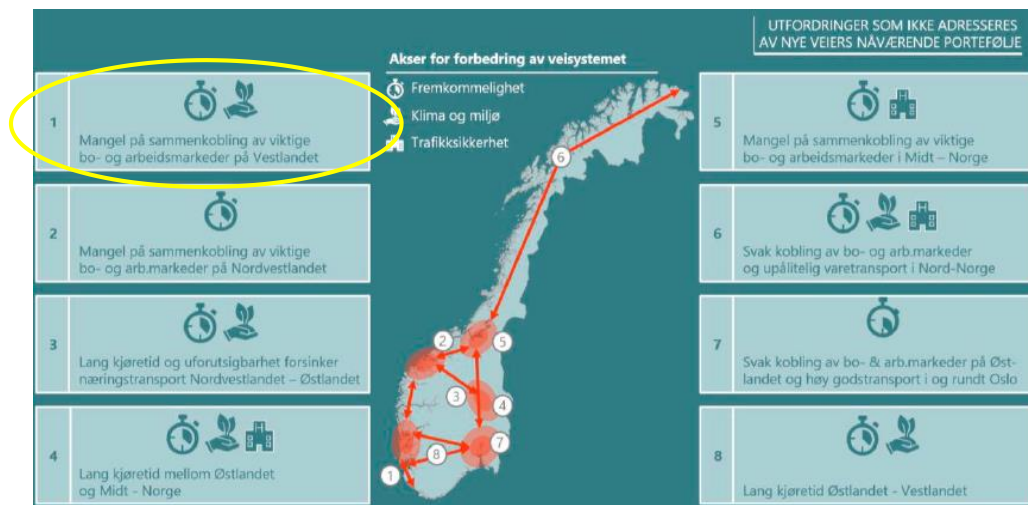 UTFORDRINGER SOM IKKE ADRESSERES
AV NYE VEIERS NÅVÆRENDE PORTEFØLJE
Akser for forbedring av veisystemet
Fremkommelighet
Klima og miljø
Trafikksikkerhet
1
Mangel på sammenkobling av viktige
bo- og arbeidsmarkeder på Vestlandet
2
Mangel på sammenkobling av viktige
bo- og arb.markeder på Nordvestlandet
3
Lang kjøretid og uforutsigbarhet forsinker
næringstransport Nordvestlandet – Østlandet
4
Lang kjøretid mellom Østlandet
og Midt - Norge
6
2
5
3
4
7
8
1
5
Mangel på sammenkobling av viktige
bo- og arbeidsmarkeder i Midt – Norge
6
Svak kobling av bo- og arb.markeder
og upålitelig varetransport i Nord-Norge
7
Svak kobling av bo- & arb.markeder på Øst-
landet og høy godstransport i og rundt Oslo
8
Lang kjøretid Østlandet - Vestlandet